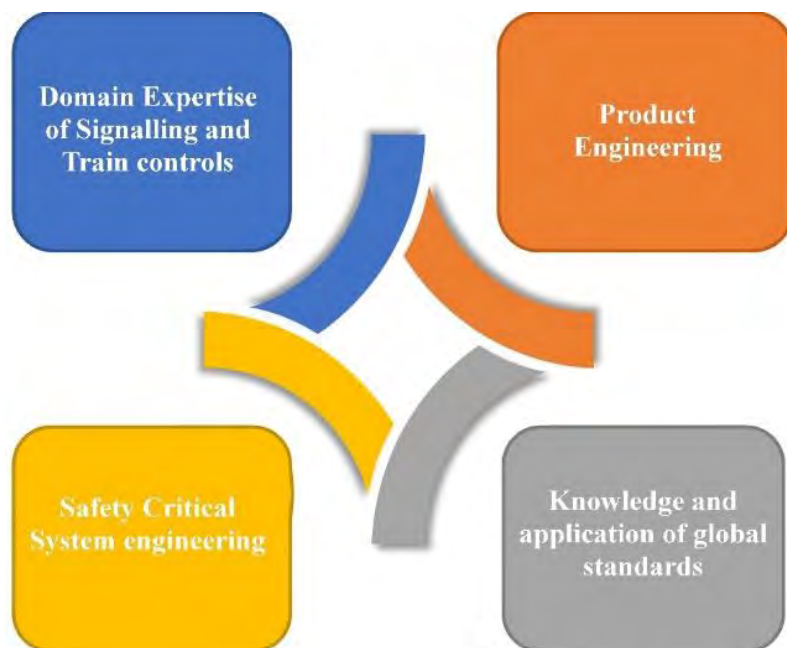 Domain Expertise
of Signalling and
Train controls
Product
Engineering
Safety Critical
System engineering
Knowledge and
application of global
standards